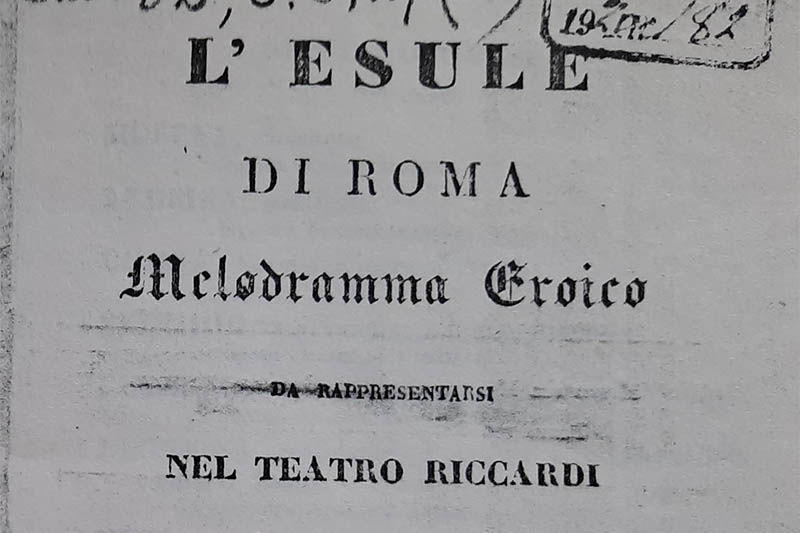 L' ESULE
DI ROMA
Melodramma Eroico
DA RAPPRESENTARSI
NEL TEATRO RICCARDI